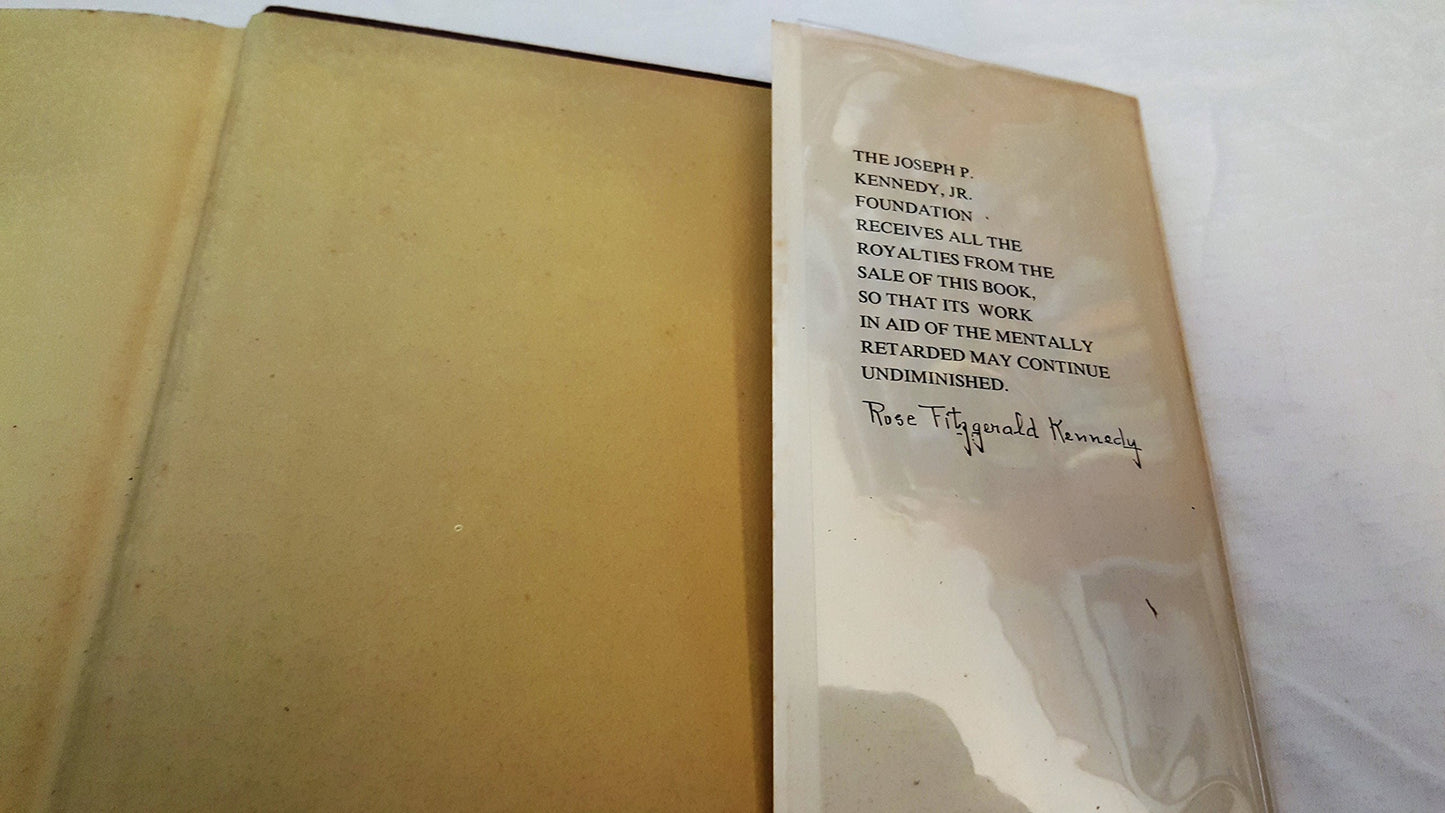 THE JOSEPH P.
KENNEDY, JR.
FOUNDATION
RECEIVES ALL THE
ROYALTIES FROM THE
SALE OF THIS BOOK,
SO THAT ITS WORK
IN AID OF THE MENTALLY
RETARDED MAY CONTINUE
UNDIMINISHED.
Rose Fitzgerald Kennedy